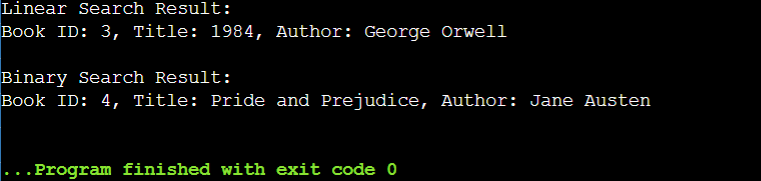 Linear Search Result:
Book ID: 3, Title: 1984, Author: George Orwell
Binary Search Result:
Book ID: 4, Title: Pride and Prejudice, Author: Jane Austen
...Program finished with exit code 0